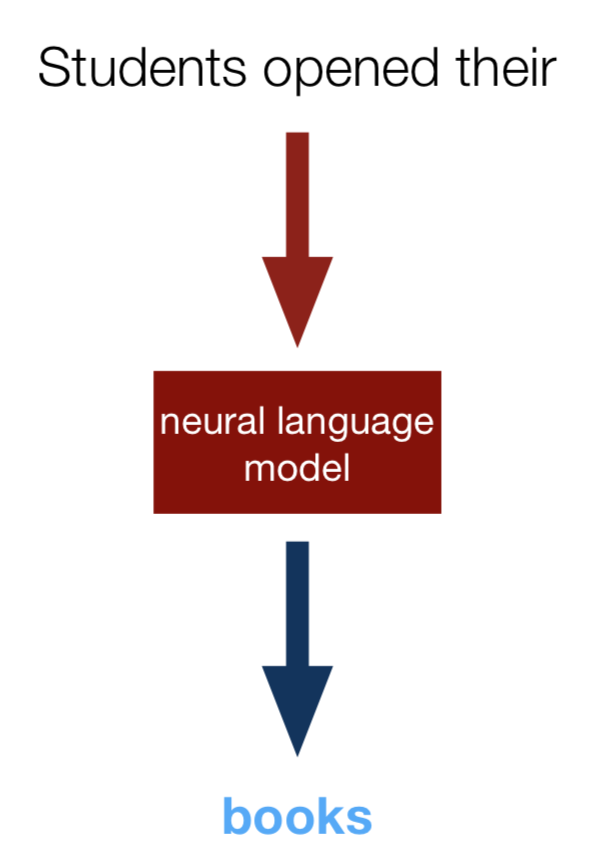 Students opened their
neural language
model
books